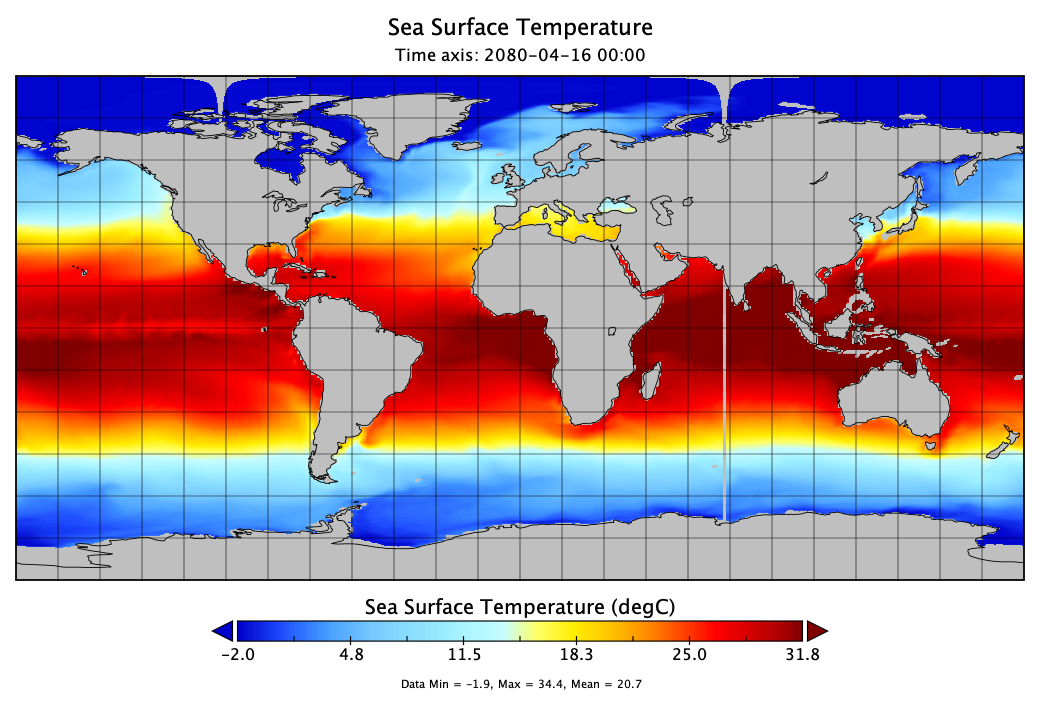 Sea Surface Temperature
Time axis: 2080-04-16 00:00
Sea Surface Temperature (degC)
-2.0 4.8 11.5 18.3 25.0 31.8
Data Min = -1.9, Max = 34.4, Mean = 20.7